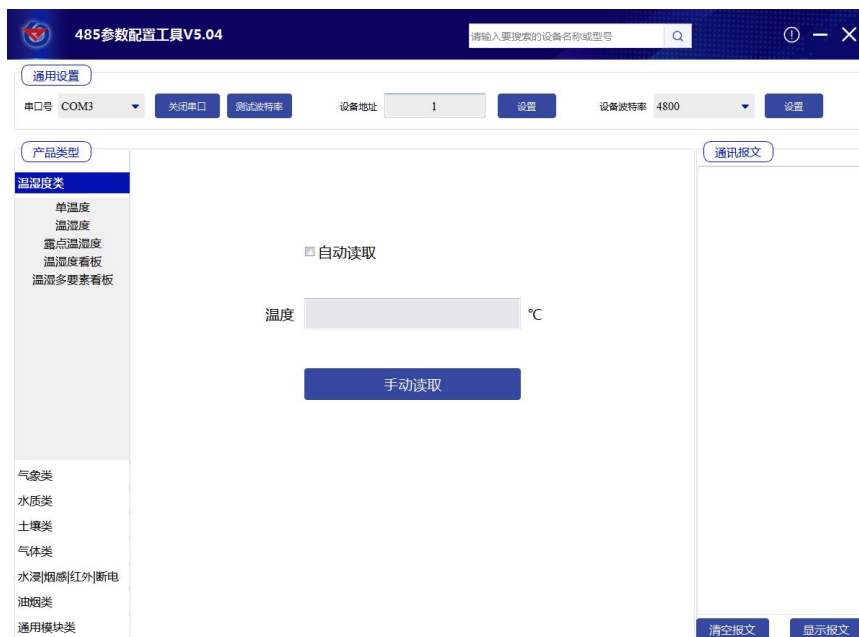 485参数配置工具V5.04
请输入要搜索的设备名称或型号
通用设置
串口号 COM3 关闭串口 测试波特率 设备地址 1 设置 设备波特率 4800 设置
产品类型
温湿度类
单温度
温湿度
露点温湿度
温湿度看板
温湿多要素看板
气象类
水质类
土壤类
气体类
水浸|烟感|红外|断电
油烟类
通用模块类
自动读取
温度 ℃
手动读取
通讯报文
清空报文 显示报文